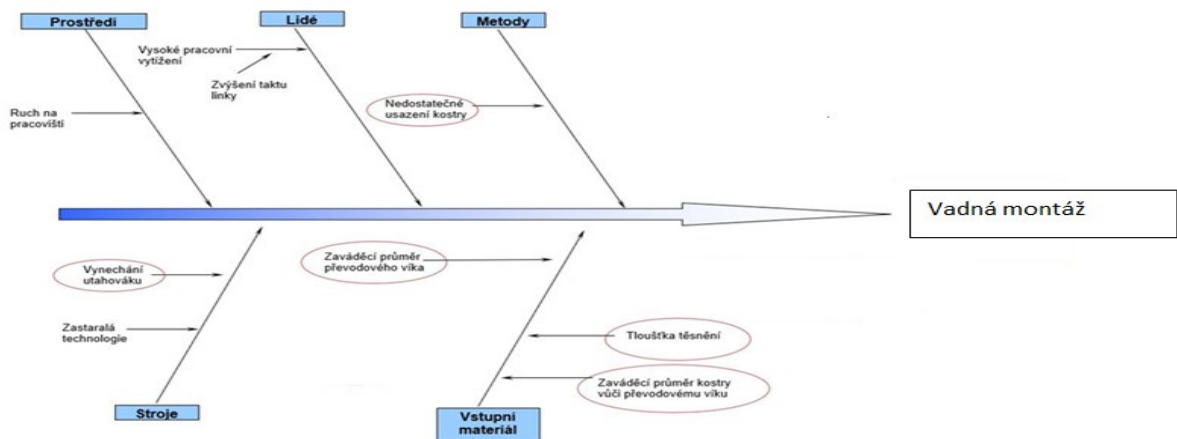 Prostředí
Lidé
Metody
Vysoké pracovní
vytížení
Zvýšení taktu
linky
Ruch na
pracovišti
Nedostatečné
usazení kostry
Vadná montáž
Vynechání
utahováku
Zastaralá
technologie
Zaváděcí průměr
převodového víka
Tloušťka těsnění
Zaváděcí průměr kostry
vůči převodovému víku
Stroje
Vstupní
materiál